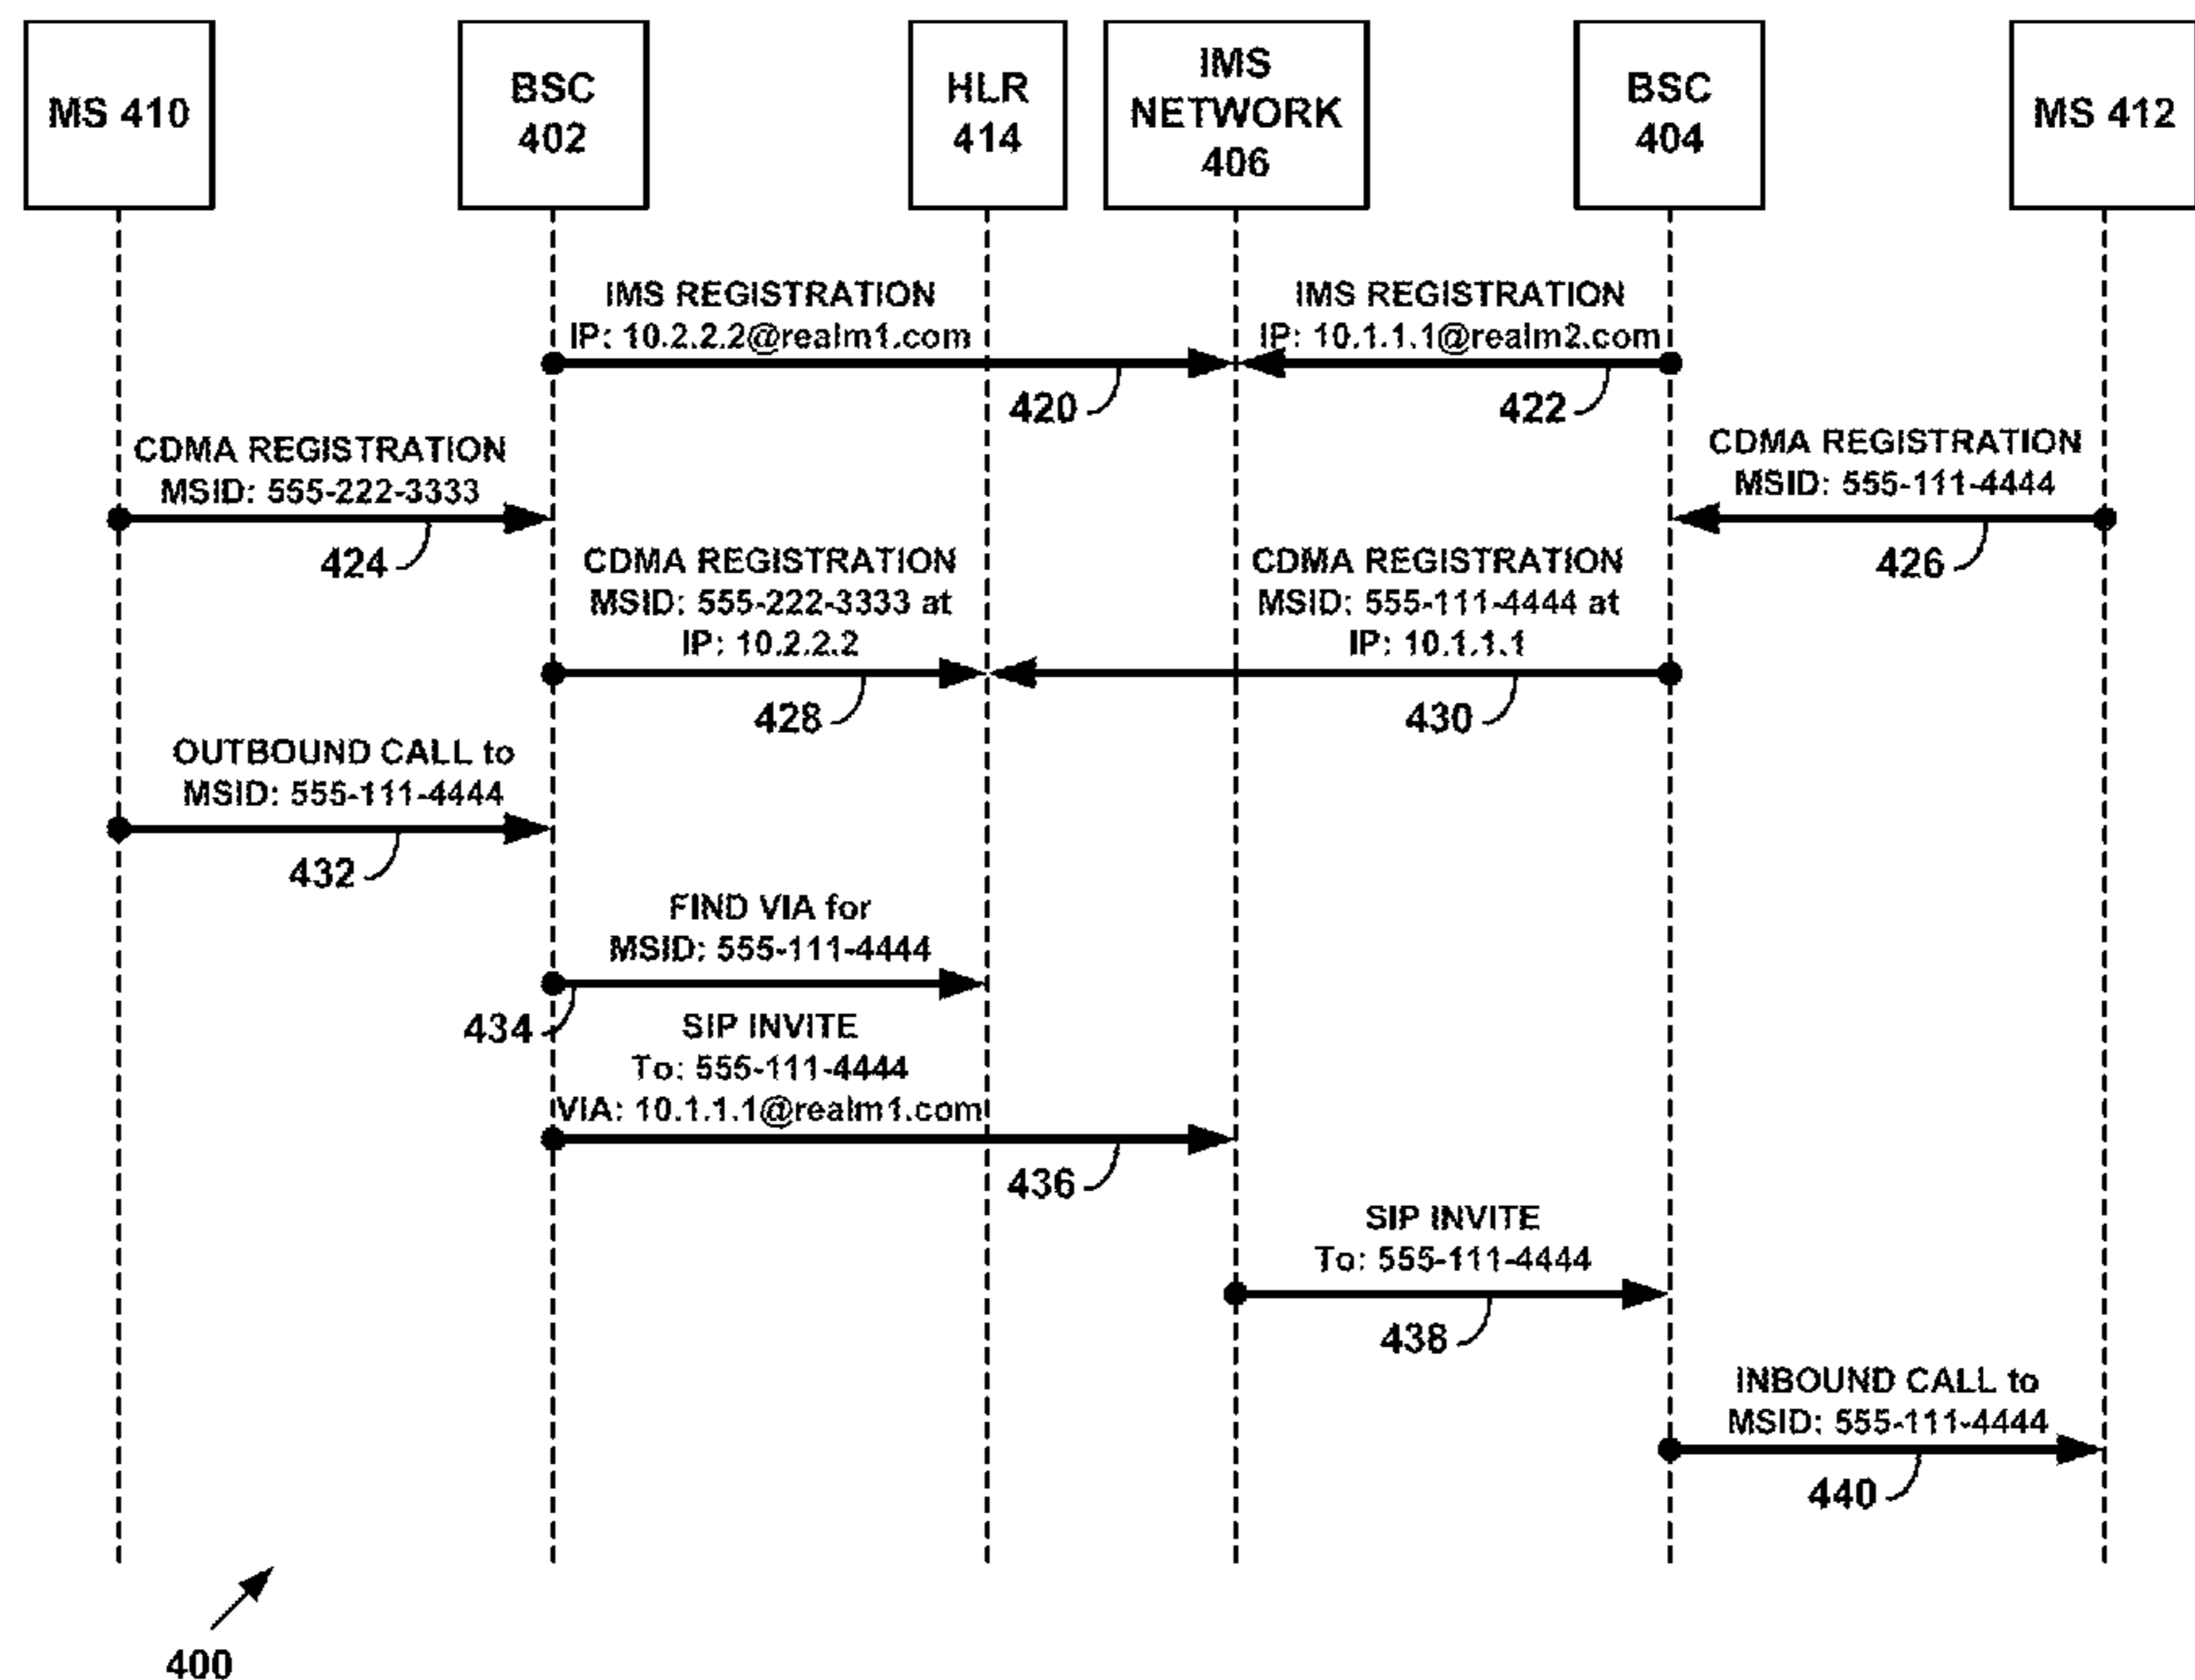 MS 410
BSC
402
HLR
414
IMS
NETWORK
406
BSC
404
MS 412
IMS REGISTRATION
IP: 10.2.2.2@realm1.com
420
IMS REGISTRATION
IP: 10.1.1.1@realm2.com
422
CDMA REGISTRATION
MSID: 555-222-3333
424
CDMA REGISTRATION
MSID: 555-111-4444
426
CDMA REGISTRATION
MSID: 555-222-3333 at
IP: 10.2.2.2
428
CDMA REGISTRATION
MSID: 555-111-4444 at
IP: 10.1.1.1
430
OUTBOUND CALL to
MSID: 555-111-4444
432
FIND VIA for
MSID: 555-111-4444
434
SIP INVITE
To: 555-111-4444
VIA: 10.1.1.1@realm1.com
436
SIP INVITE
To: 555-111-4444
438
INBOUND CALL to
MSID: 555-111-4444
440
400